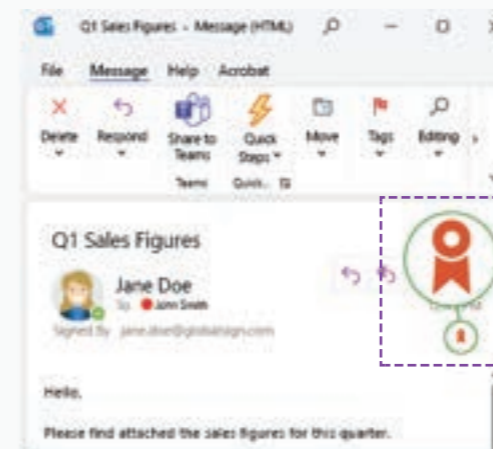 Q1 Sales Figures - Message (HTML)
File Message Help Acrobat
Delete Respond Share to Teams Quick Steps Move Tags Editing
Teams Quick...
Q1 Sales Figures
Jane Doe
To John Smith
Signed By jane.doe@globalsign.com
Hello,
Please find attached the sales figures for this quarter.